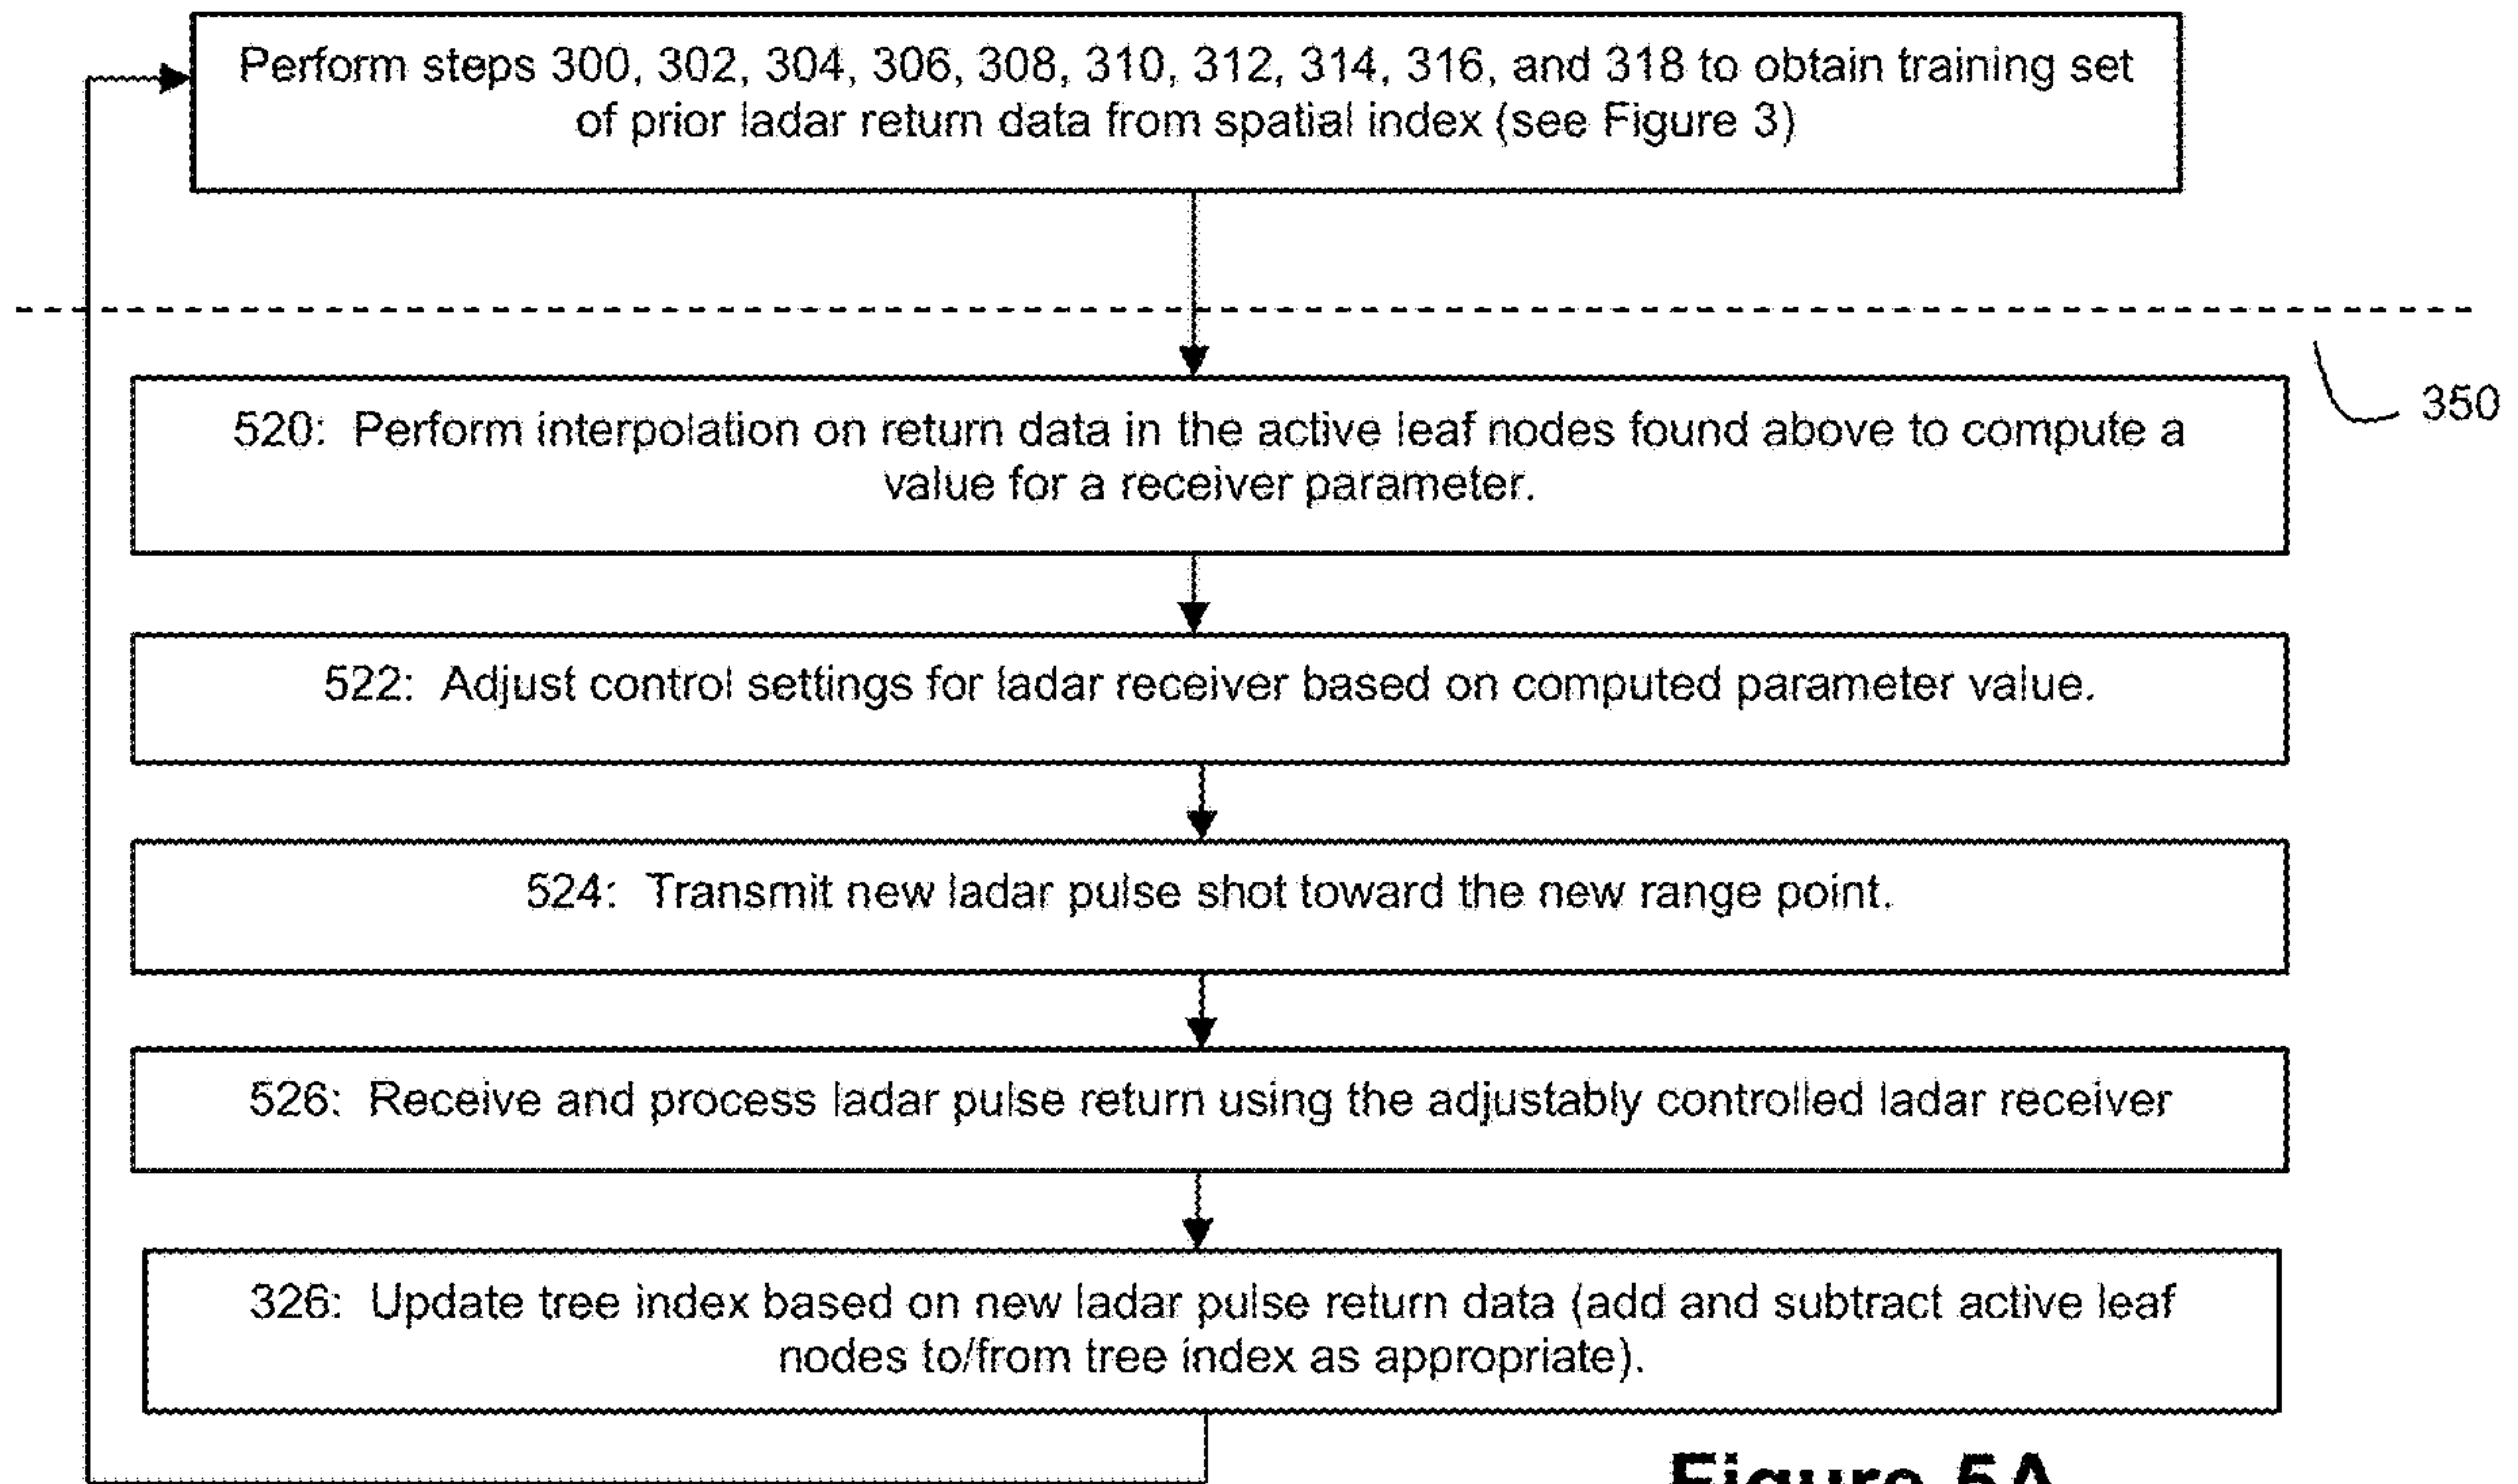 Perform steps 300, 302, 304, 306, 308, 310, 312, 314, 316, and 318 to obtain training set
of prior ladar return data from spatial index (see Figure 3)
350
520: Perform interpolation on return data in the active leaf nodes found above to compute a
value for a receiver parameter.
522: Adjust control settings for ladar receiver based on computed parameter value.
524: Transmit new ladar pulse shot toward the new range point.
526: Receive and process ladar pulse return using the adjustably controlled ladar receiver
326: Update tree index based on new ladar pulse return data (add and subtract active leaf
nodes to/from tree index as appropriate).
Figure 5A